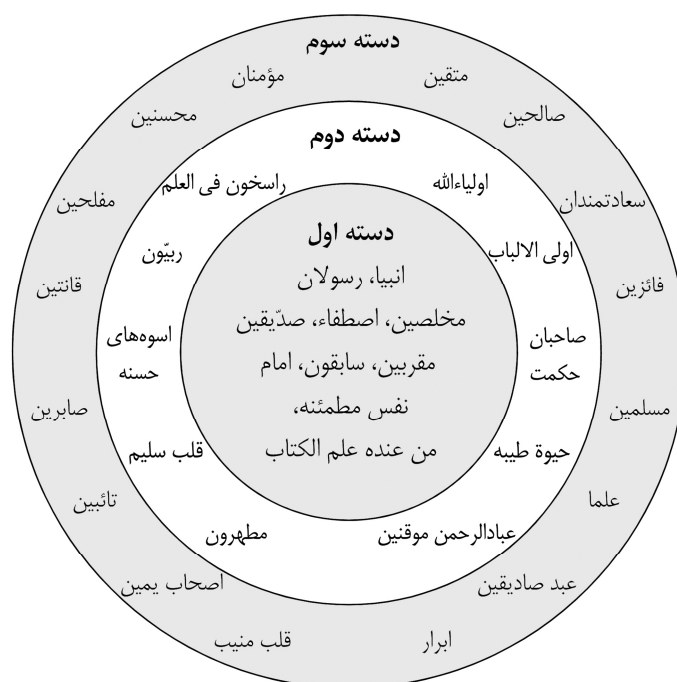 دسته سوم
متقین
مؤمنان
صالحین
محسنین
سعادتمندان
مفلحین
فائزین
قانتین
مسلمین
صابرین
علما
تائبین
عبد صادیقین
اصحاب یمین
ابرار
قلب منیب
دسته دوم
اولیاءالله
راسخون فی العلم
اولی الالباب
ربیّون
صاحبان
حکمت
اسوه‌های
حسنه
حیوة طیبه
قلب سلیم
عبادالرحمن موقنین
مطهرون
دسته اول
انبیا، رسولان
مخلصین، اصطفاء، صدّیقین
مقربین، سابقون، امام
نفس مطمئنه،
من عنده علم الکتاب